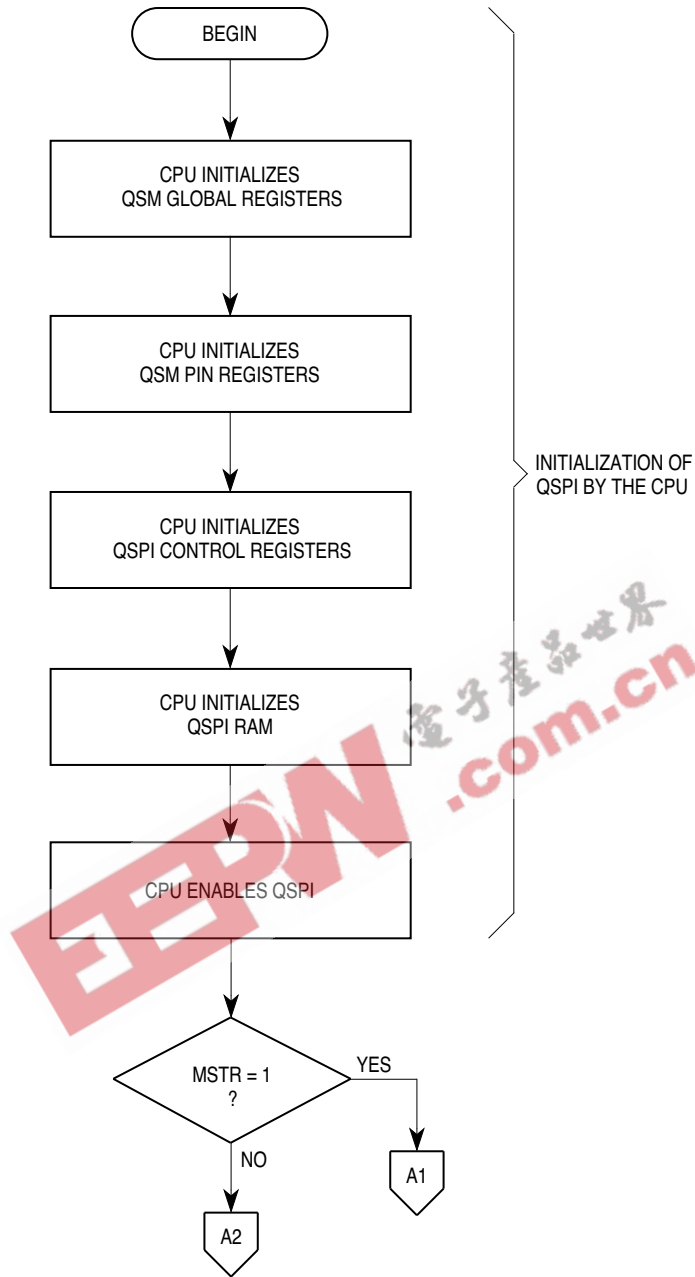 BEGIN
CPU INITIALIZES
QSM GLOBAL REGISTERS
CPU INITIALIZES
QSM PIN REGISTERS
INITIALIZATION OF
QSPI BY THE CPU
CPU INITIALIZES
QSPI CONTROL REGISTERS
CPU INITIALIZES
QSPI RAM
電子產品世界
.com.cn
EEPW
CPU ENABLES QSPI
MSTR = 1
?
YES
NO
A1
A2